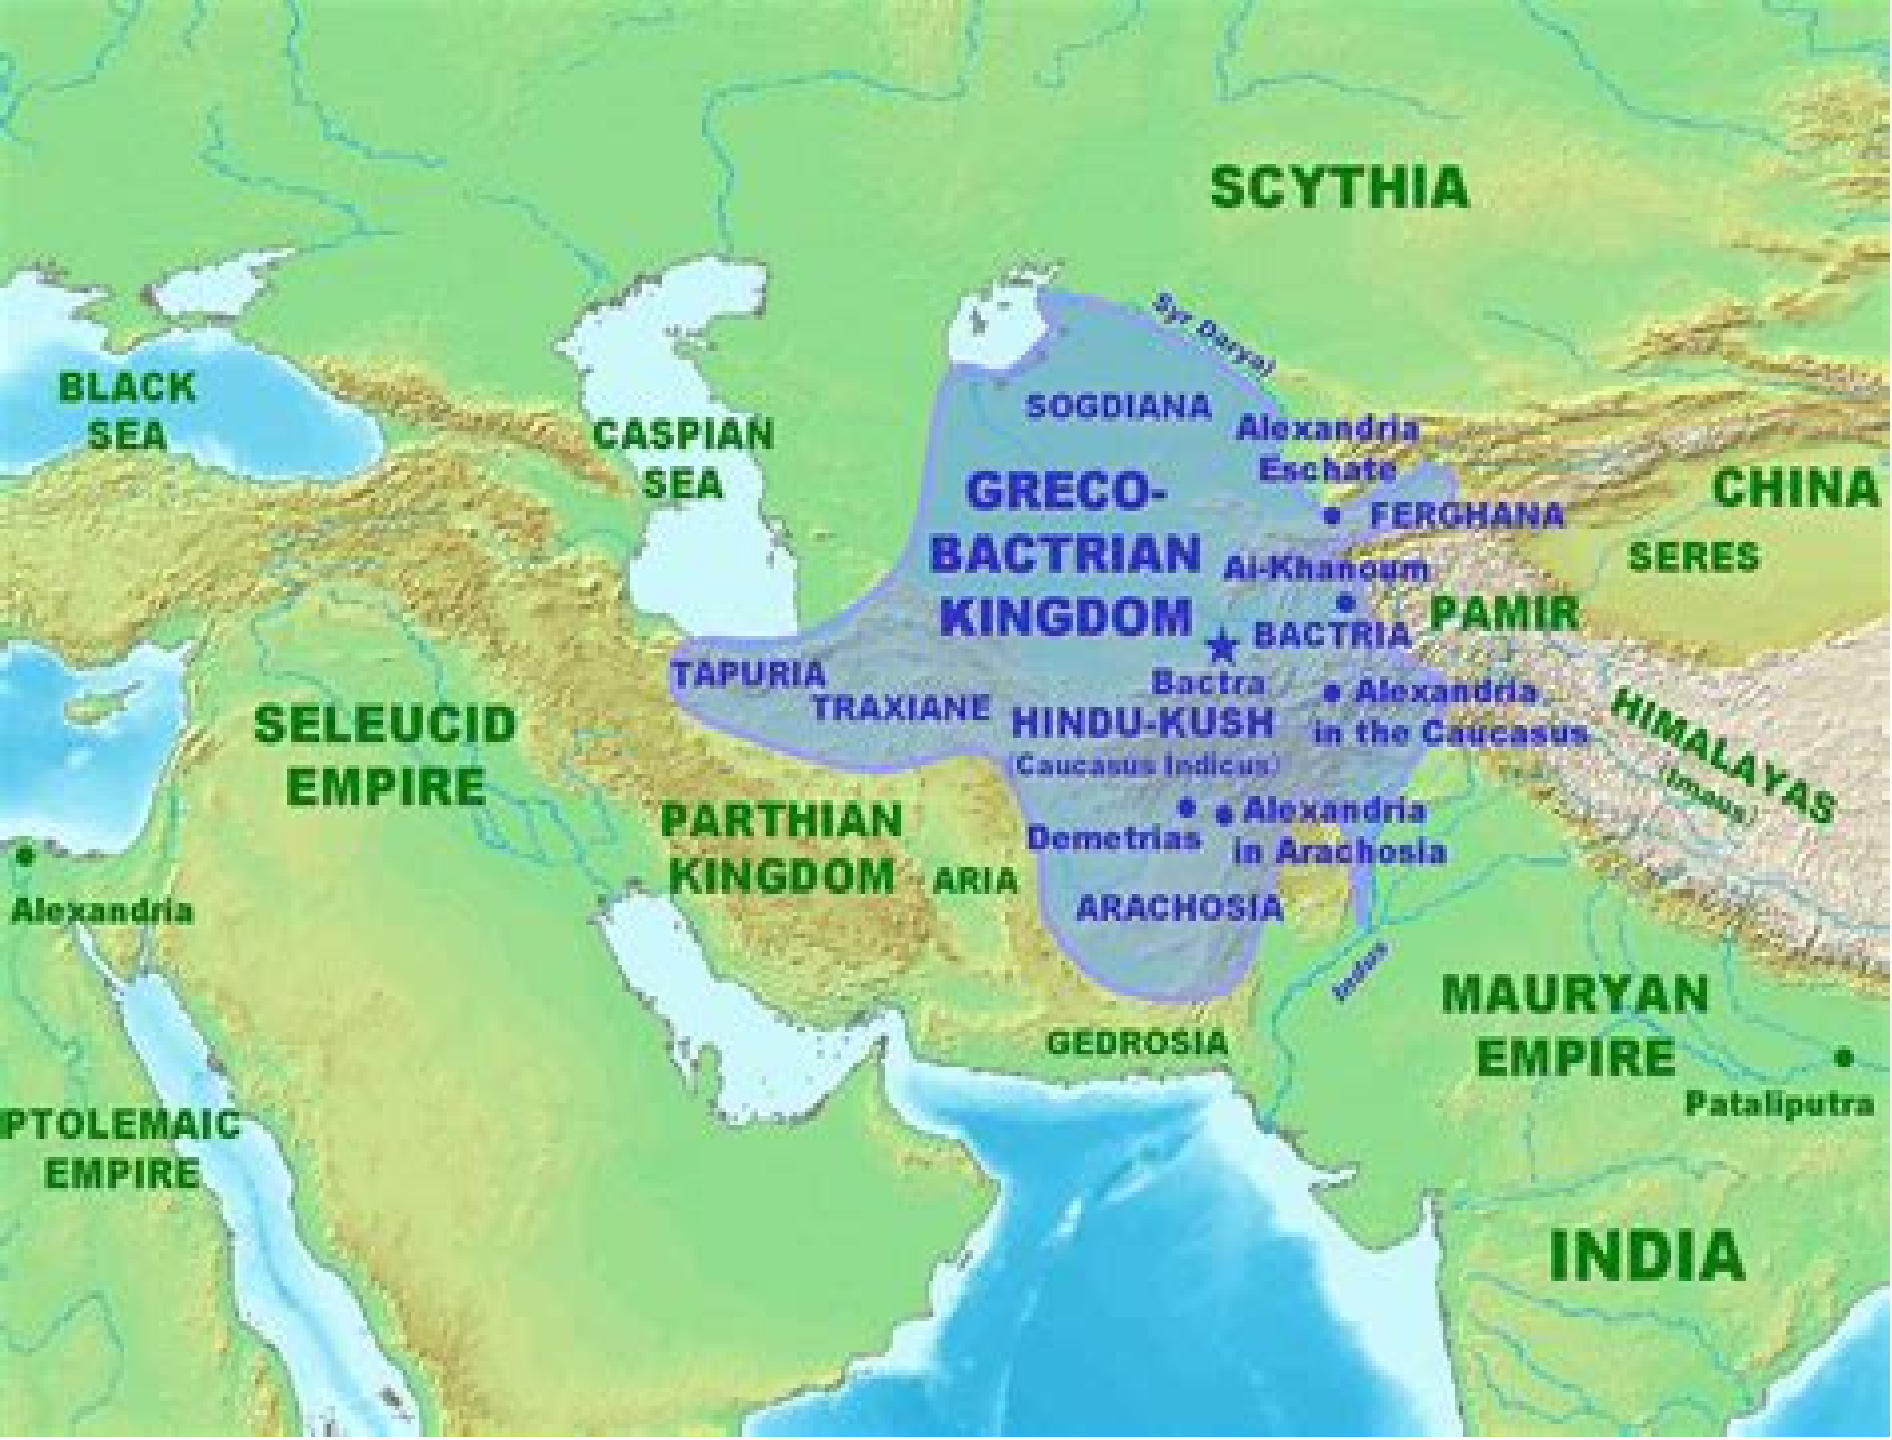 SCYTHIA
Syr Darya)
BLACK
SEA
CASPIAN
SEA
SOGDIANA
Alexandria
Eschate
GRECO-
BACTRIAN
KINGDOM
FERGHANA
CHINA
SERES
Ai-Khanoum
PAMIR
BACTRIA
Bactra
TAPURIA
TRAXIANE
HINDU-KUSH
(Caucasus Indicus)
Alexandria
in the Caucasus
HIMALAYAS
(Imaus)
SELEUCID
EMPIRE
PARTHIAN
KINGDOM
ARIA
Demetrias
Alexandria
in Arachosia
ARACHOSIA
Alexandria
Indus
MAURYAN
EMPIRE
GEDROSIA
Pataliputra
PTOLEMAIC
EMPIRE
INDIA